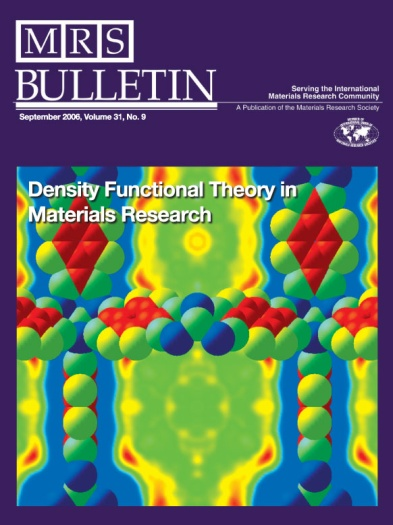 MRS
BULLETIN
Serving the International
Materials Research Community
A Publication of the Materials Research Society
September 2006, Volume 31, No. 9
Density Functional Theory in
Materials Research